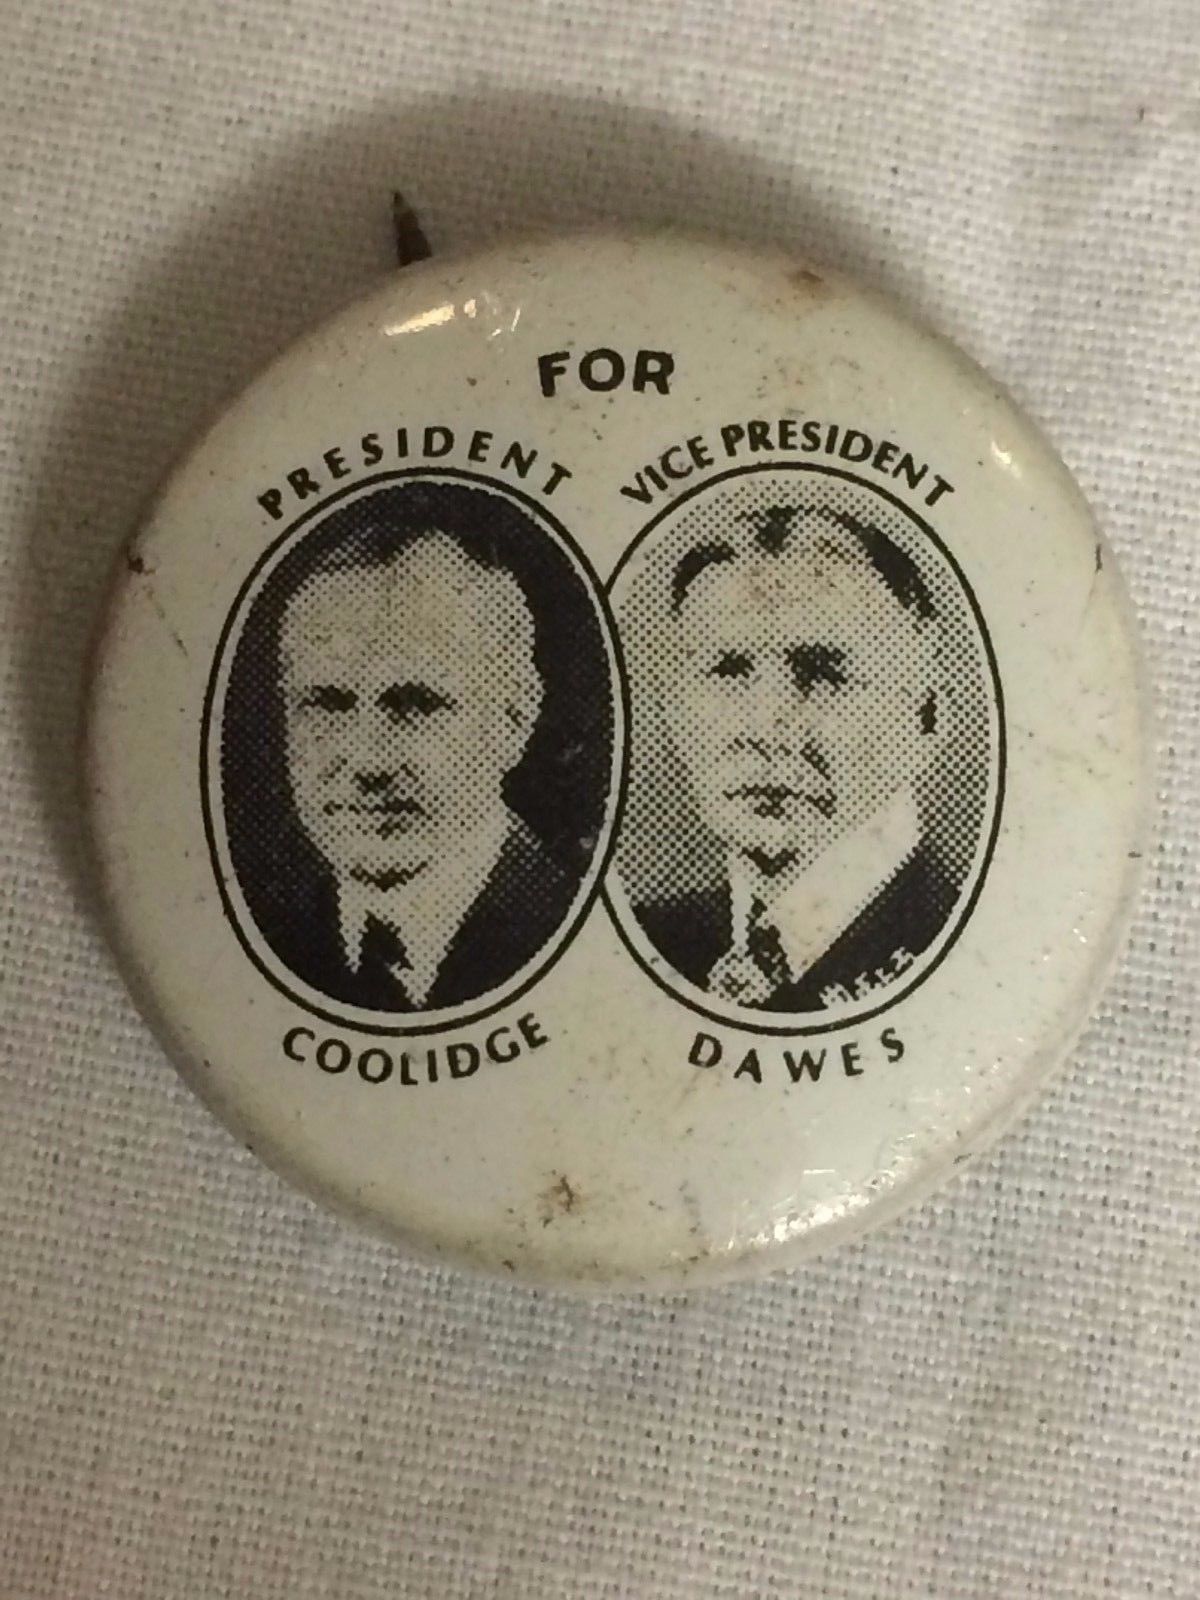 FOR
PRESIDENT
VICE PRESIDENT
COOLIDGE
DAWES